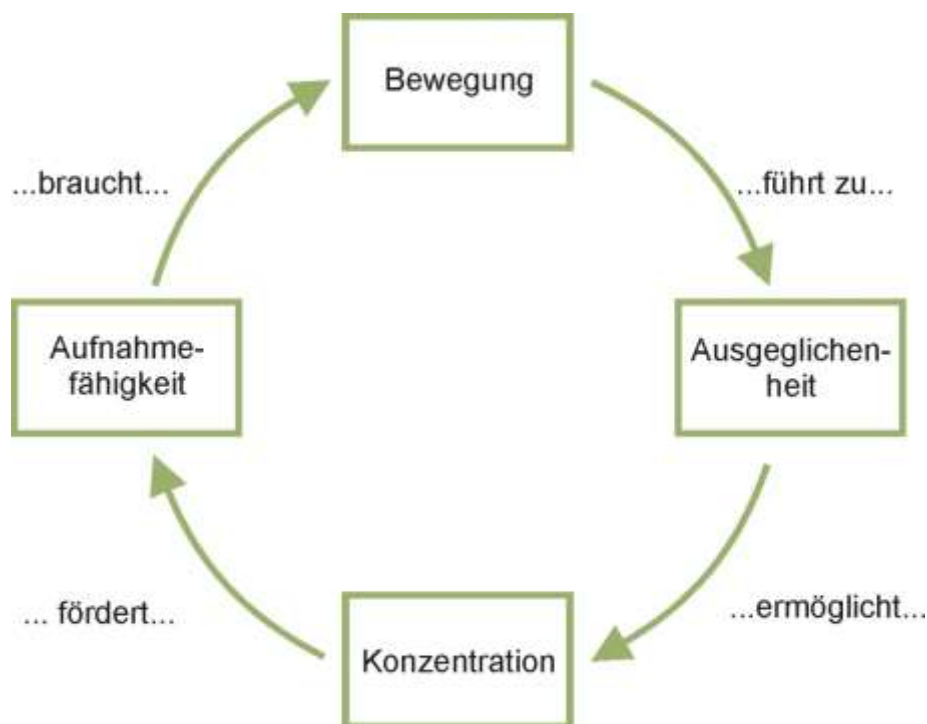 Bewegung
...führt zu...
Ausgeglichen-
heit
...ermöglicht...
Konzentration
... fördert...
Aufnahme-
fähigkeit
...braucht...